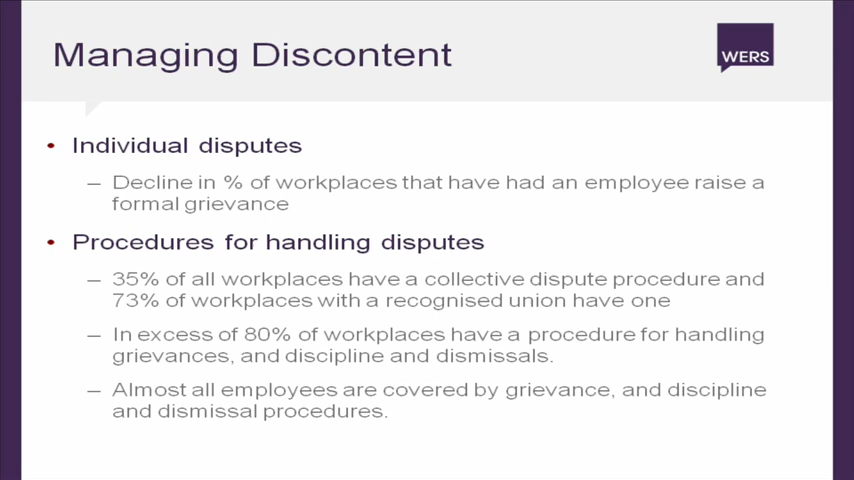 Managing Discontent
WERS
• Individual disputes
– Decline in % of workplaces that have had an employee raise a
formal grievance
• Procedures for handling disputes
– 35% of all workplaces have a collective dispute procedure and
73% of workplaces with a recognised union have one
– In excess of 80% of workplaces have a procedure for handling
grievances, and discipline and dismissals.
– Almost all employees are covered by grievance, and discipline
and dismissal procedures.